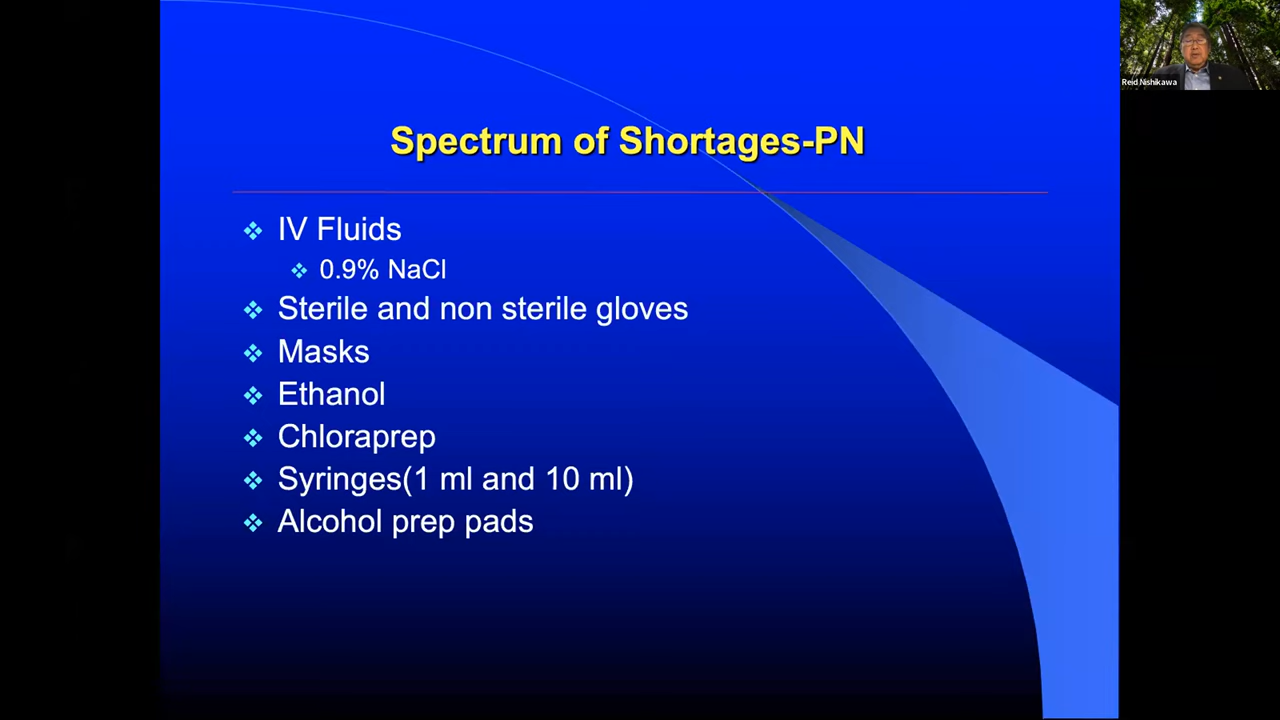 Reid Nishikawa
Spectrum of Shortages-PN
IV Fluids
0.9% NaCl
Sterile and non sterile gloves
Masks
Ethanol
Chloraprep
Syringes(1 ml and 10 ml)
Alcohol prep pads